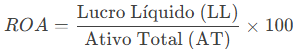 ROA = Lucro Líquido (LL) / Ativo Total (AT) × 100